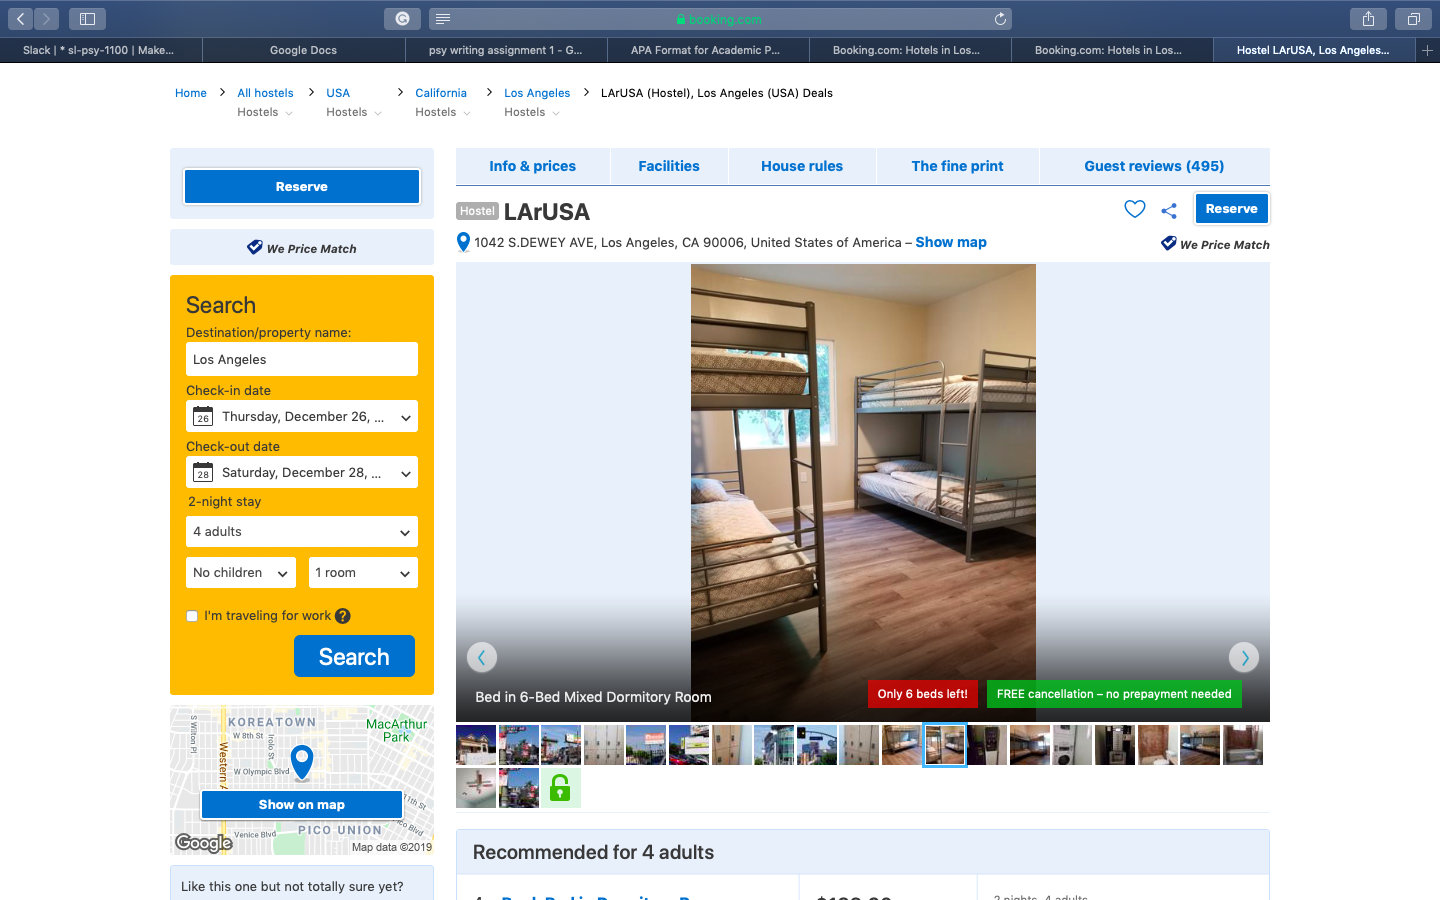 booking.com
Slack | * sl-psy-1100 | Make...
Google Docs
psy writing assignment 1 - G...
APA Format for Academic P...
Booking.com: Hotels in Los...
Booking.com: Hotels in Los...
Hostel LArUSA, Los Angeles...
Home > All hostels > USA > California > Los Angeles > LArUSA (Hostel), Los Angeles (USA) Deals
Hostels Hostels Hostels Hostels
Reserve
We Price Match
Search
Destination/property name:
Los Angeles
Check-in date
26 Thursday, December 26, ...
Check-out date
28 Saturday, December 28, ...
2-night stay
4 adults
No children
1 room
I'm traveling for work ?
Search
KOREATOWN
MacArthur
Park
S Wilton Pl
W 8th St
Irolo St
Western A
W Olympic Blvd
11th St
Show on map
Venice Blvd
PICO UNION
Pico Blvd
Google
Map data ©2019
Like this one but not totally sure yet?
Info & prices
Facilities
House rules
The fine print
Guest reviews (495)
Hostel LArUSA
Reserve
1042 S.DEWEY AVE, Los Angeles, CA 90006, United States of America – Show map
We Price Match
Bed in 6-Bed Mixed Dormitory Room
Only 6 beds left!
FREE cancellation – no prepayment needed
Recommended for 4 adults
2 nights, 4 adults